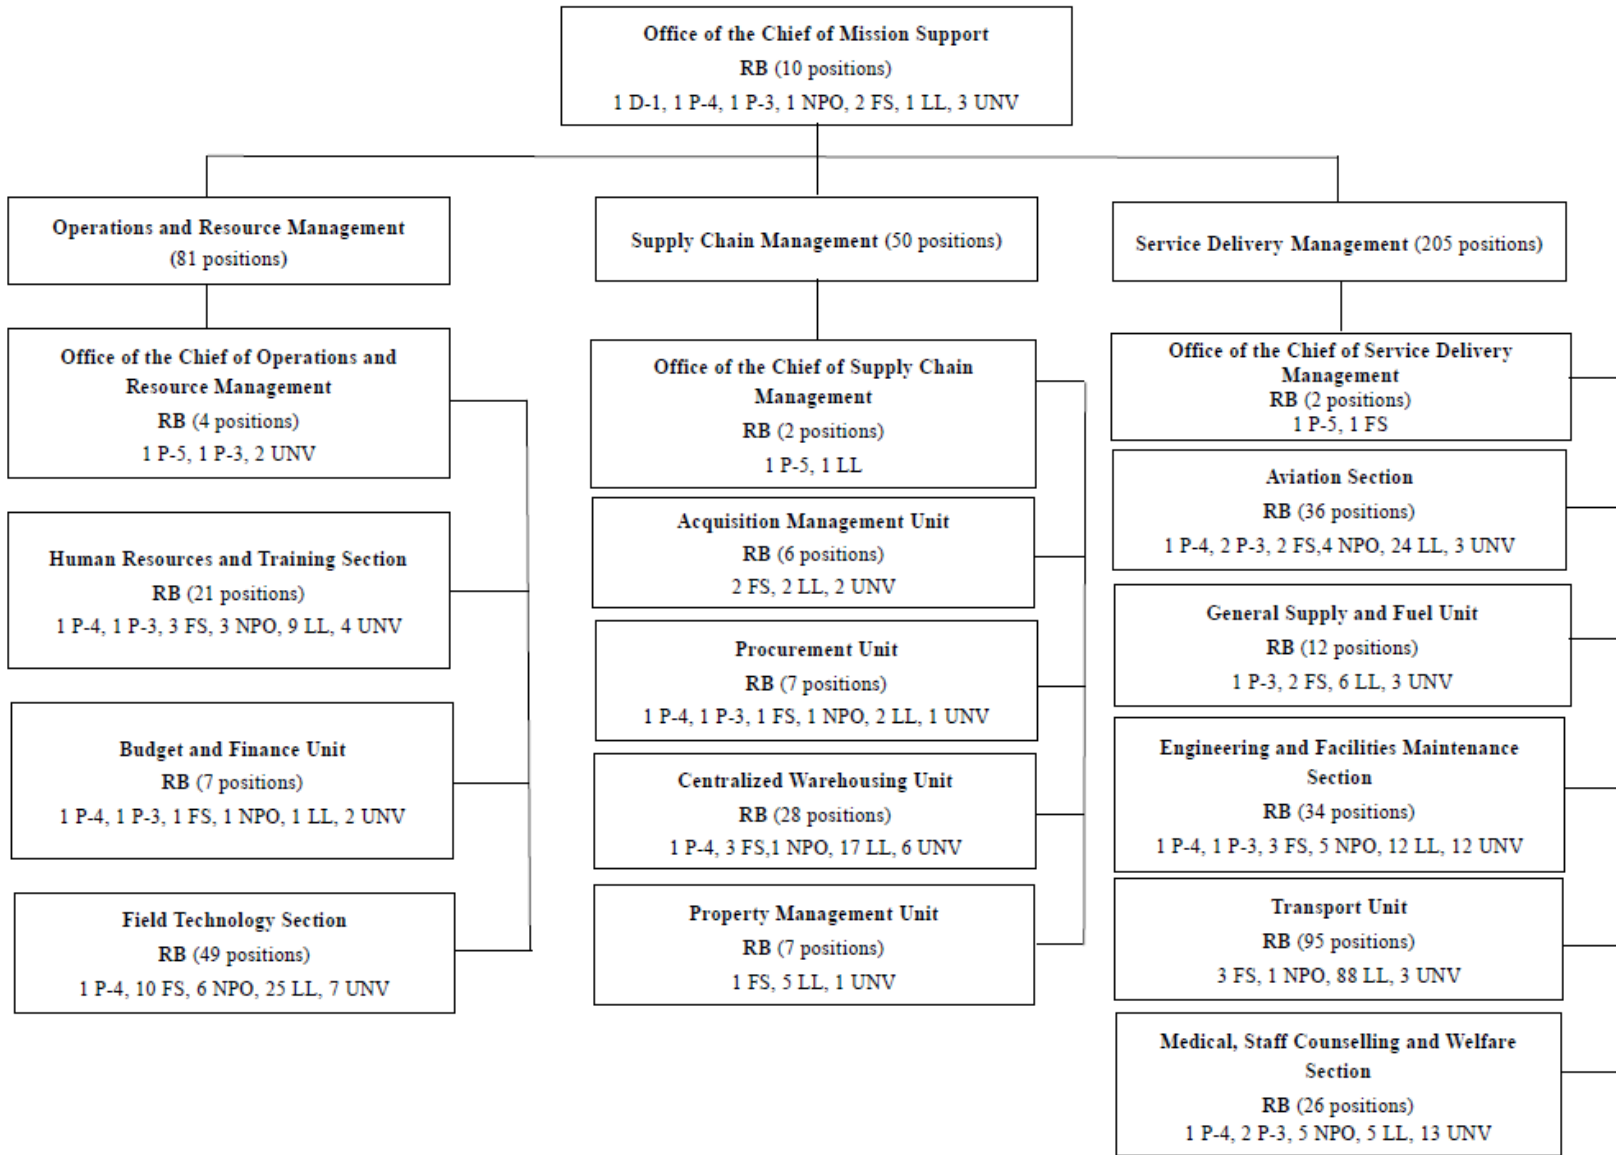 Office of the Chief of Mission Support
RB (10 positions)
1 D-1, 1 P-4, 1 P-3, 1 NPO, 2 FS, 1 LL, 3 UNV
Operations and Resource Management
(81 positions)
Office of the Chief of Operations and
Resource Management
RB (4 positions)
1 P-5, 1 P-3, 2 UNV
Human Resources and Training Section
RB (21 positions)
1 P-4, 1 P-3, 3 FS, 3 NPO, 9 LL, 4 UNV
Budget and Finance Unit
RB (7 positions)
1 P-4, 1 P-3, 1 FS, 1 NPO, 1 LL, 2 UNV
Field Technology Section
RB (49 positions)
1 P-4, 10 FS, 6 NPO, 25 LL, 7 UNV
Supply Chain Management (50 positions)
Office of the Chief of Supply Chain
Management
RB (2 positions)
1 P-5, 1 LL
Acquisition Management Unit
RB (6 positions)
2 FS, 2 LL, 2 UNV
Procurement Unit
RB (7 positions)
1 P-4, 1 P-3, 1 FS, 1 NPO, 2 LL, 1 UNV
Centralized Warehousing Unit
RB (28 positions)
1 P-4, 3 FS,1 NPO, 17 LL, 6 UNV
Property Management Unit
RB (7 positions)
1 FS, 5 LL, 1 UNV
Service Delivery Management (205 positions)
Office of the Chief of Service Delivery
Management
RB (2 positions)
1 P-5, 1 FS
Aviation Section
RB (36 positions)
1 P-4, 2 P-3, 2 FS,4 NPO, 24 LL, 3 UNV
General Supply and Fuel Unit
RB (12 positions)
1 P-3, 2 FS, 6 LL, 3 UNV
Engineering and Facilities Maintenance
Section
RB (34 positions)
1 P-4, 1 P-3, 3 FS, 5 NPO, 12 LL, 12 UNV
Transport Unit
RB (95 positions)
3 FS, 1 NPO, 88 LL, 3 UNV
Medical, Staff Counselling and Welfare
Section
RB (26 positions)
1 P-4, 2 P-3, 5 NPO, 5 LL, 13 UNV